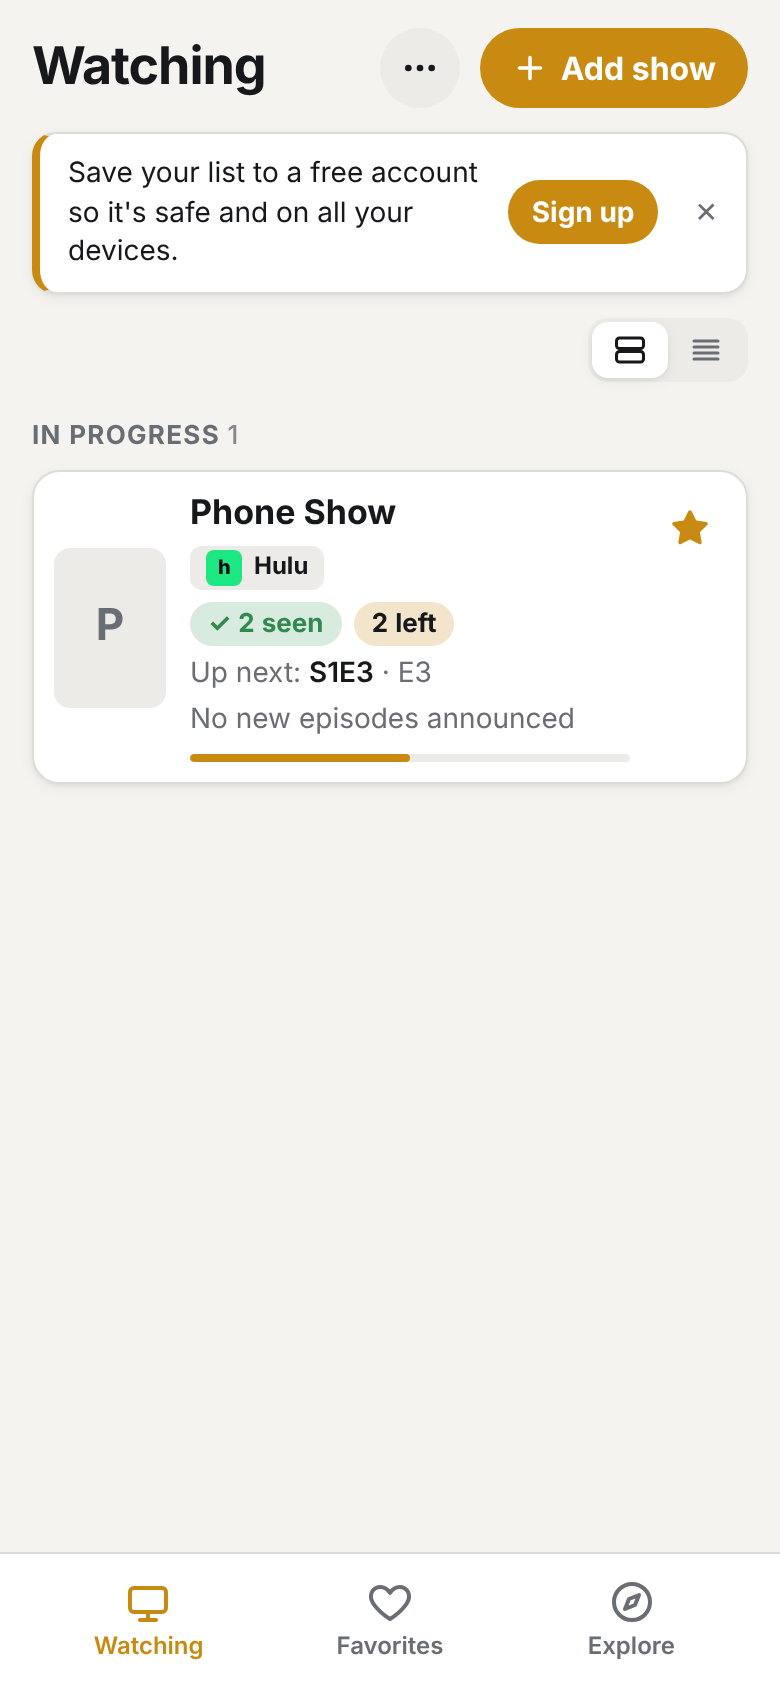 Watching
Add show
Save your list to a free account
so it's safe and on all your
devices.
Sign up
IN PROGRESS 1
Phone Show
P
h Hulu
2 seen
2 left
Up next: S1E3 · E3
No new episodes announced
Watching
Favorites
Explore